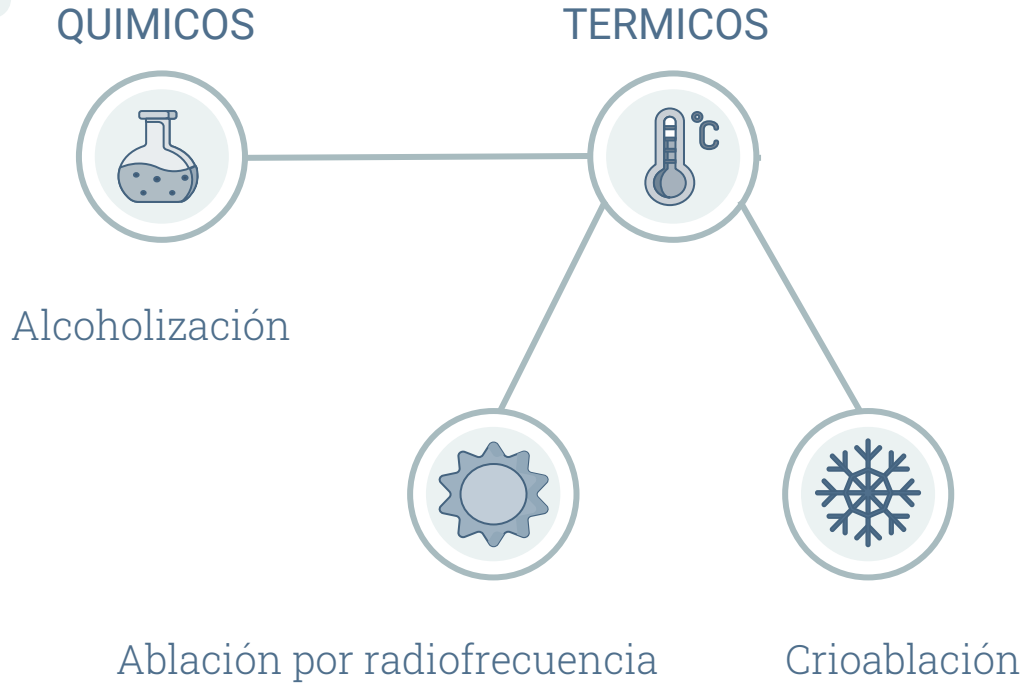 QUIMICOS
TERMICOS
°C
Alcoholización
Ablación por radiofrecuencia
Crioablación